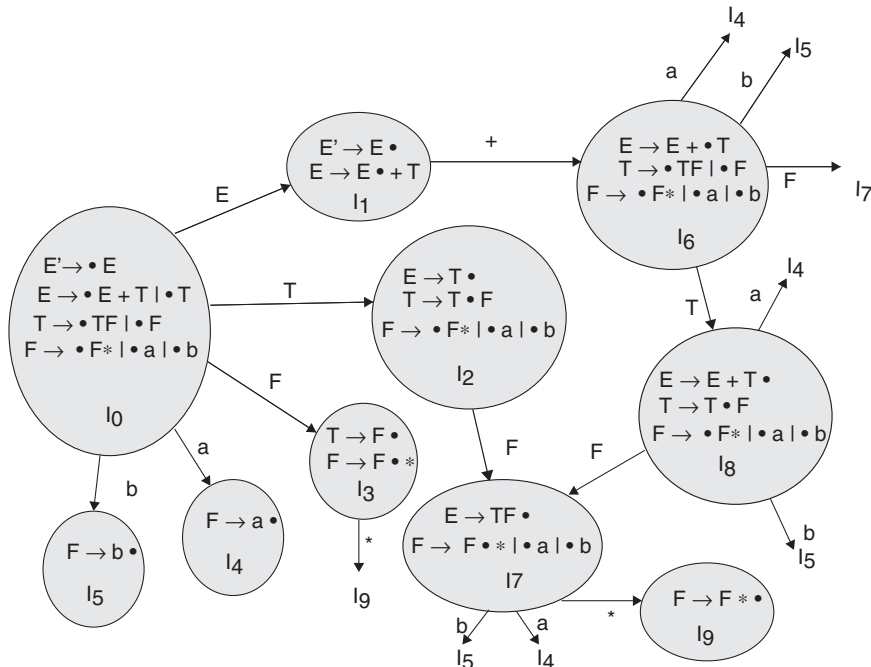 I4
I5
a
b
E → E + • T
T → • TF | • F
F → • F* | • a | • b
I6
F
I7
E' → E •
E → E • + T
I1
+
E
E' → • E
E → • E + T | • T
T → • TF | • F
F → • F* | • a | • b
I0
T
E → T •
T → T • F
F → • F* | • a | • b
I2
T
a
I4
E → E + T •
T → T • F
F → • F* | • a | • b
I8
b
I5
F
T → F •
F → F • *
I3
*
I9
F
F
a
b
F → a •
I4
F → b •
I5
E → TF •
F → F • * | • a | • b
I7
b
a
*
I5
I4
F → F * •
I9